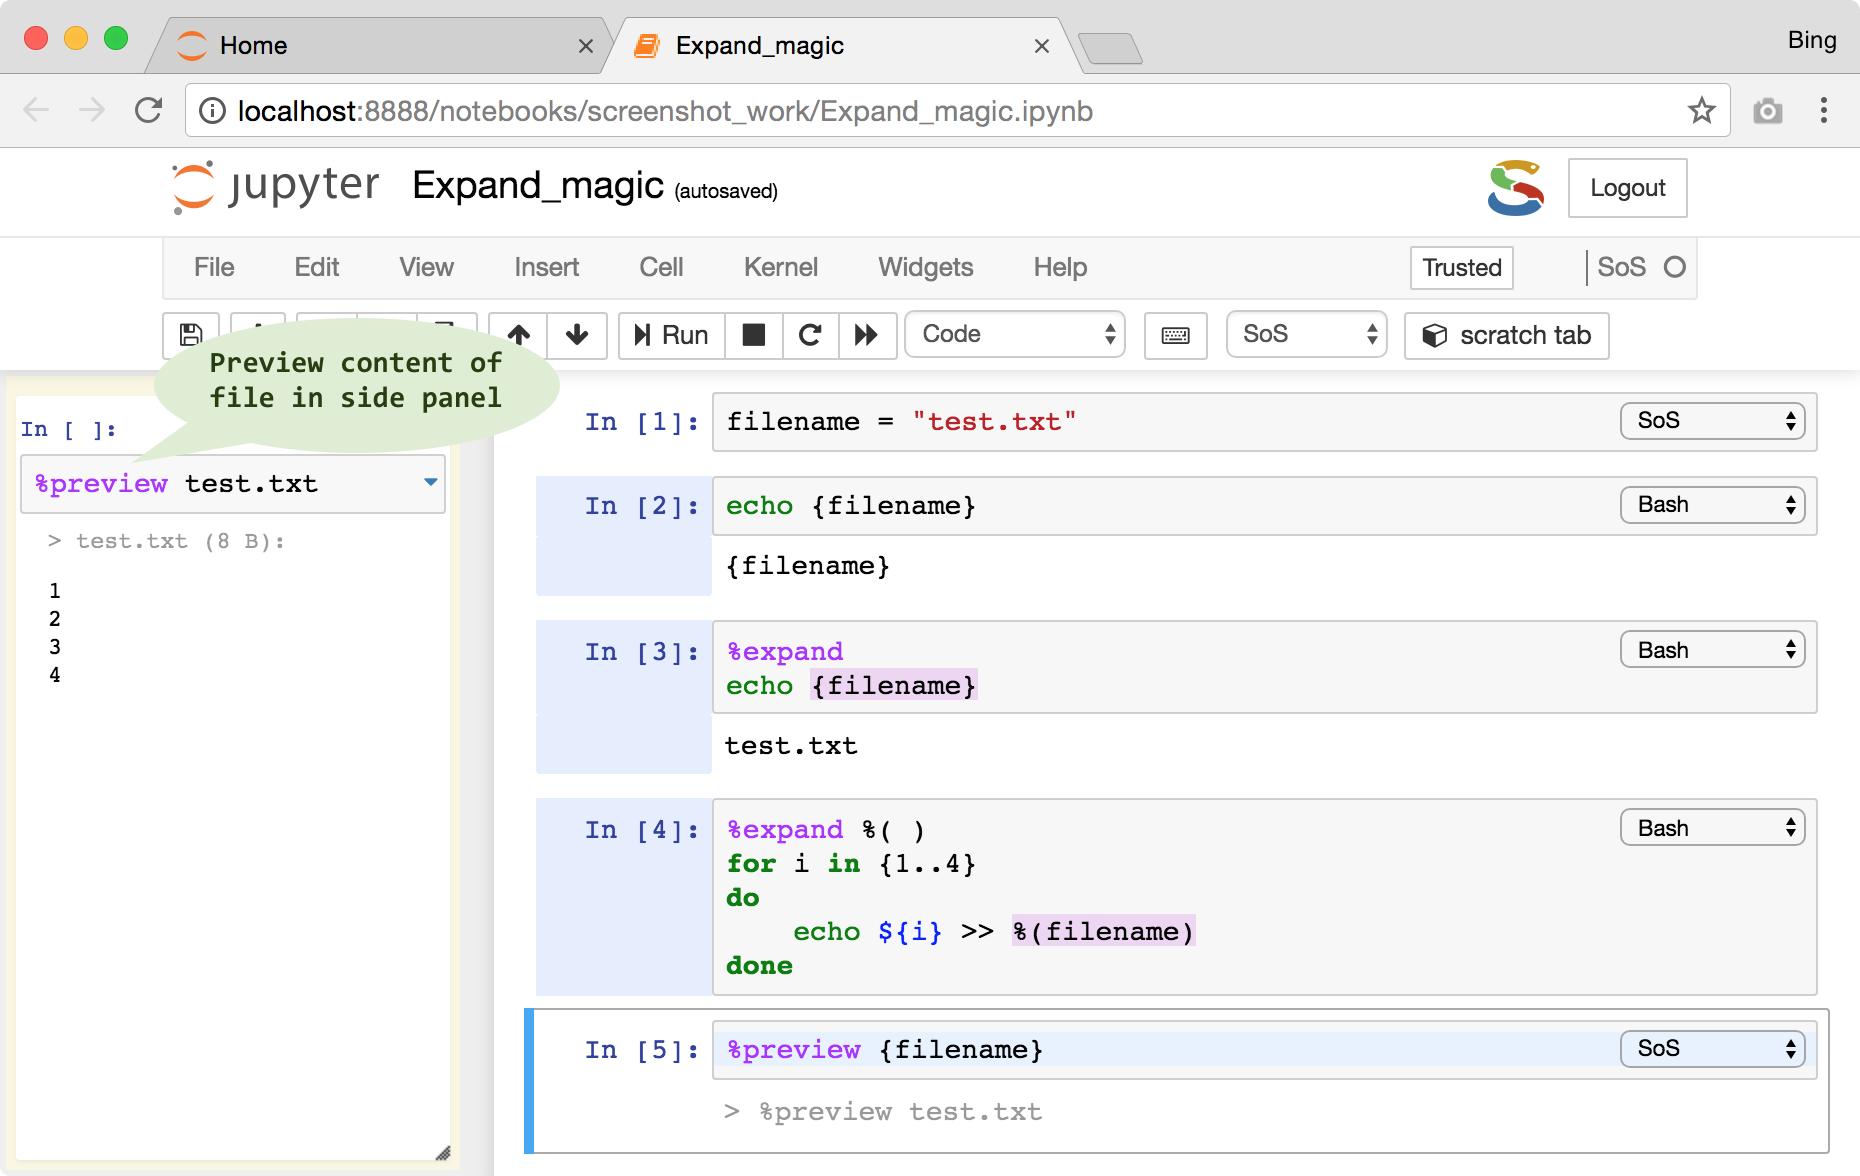 Home
Expand_magic
Bing
localhost:8888/notebooks/screenshot_work/Expand_magic.ipynb
jupyter Expand_magic (autosaved)
Logout
File Edit View Insert Cell Kernel Widgets Help
Trusted
SoS
Run
Code
SoS
scratch tab
Preview content of
file in side panel
In [ ]:
%preview test.txt
> test.txt (8 B):
1
2
3
4
In [1]:
filename = "test.txt"
SoS
In [2]:
echo {filename}
Bash
{filename}
In [3]:
%expand
echo {filename}
Bash
test.txt
In [4]:
%expand %( )
for i in {1..4}
do
    echo ${i} >> %(filename)
done
Bash
In [5]:
%preview {filename}
SoS
> %preview test.txt